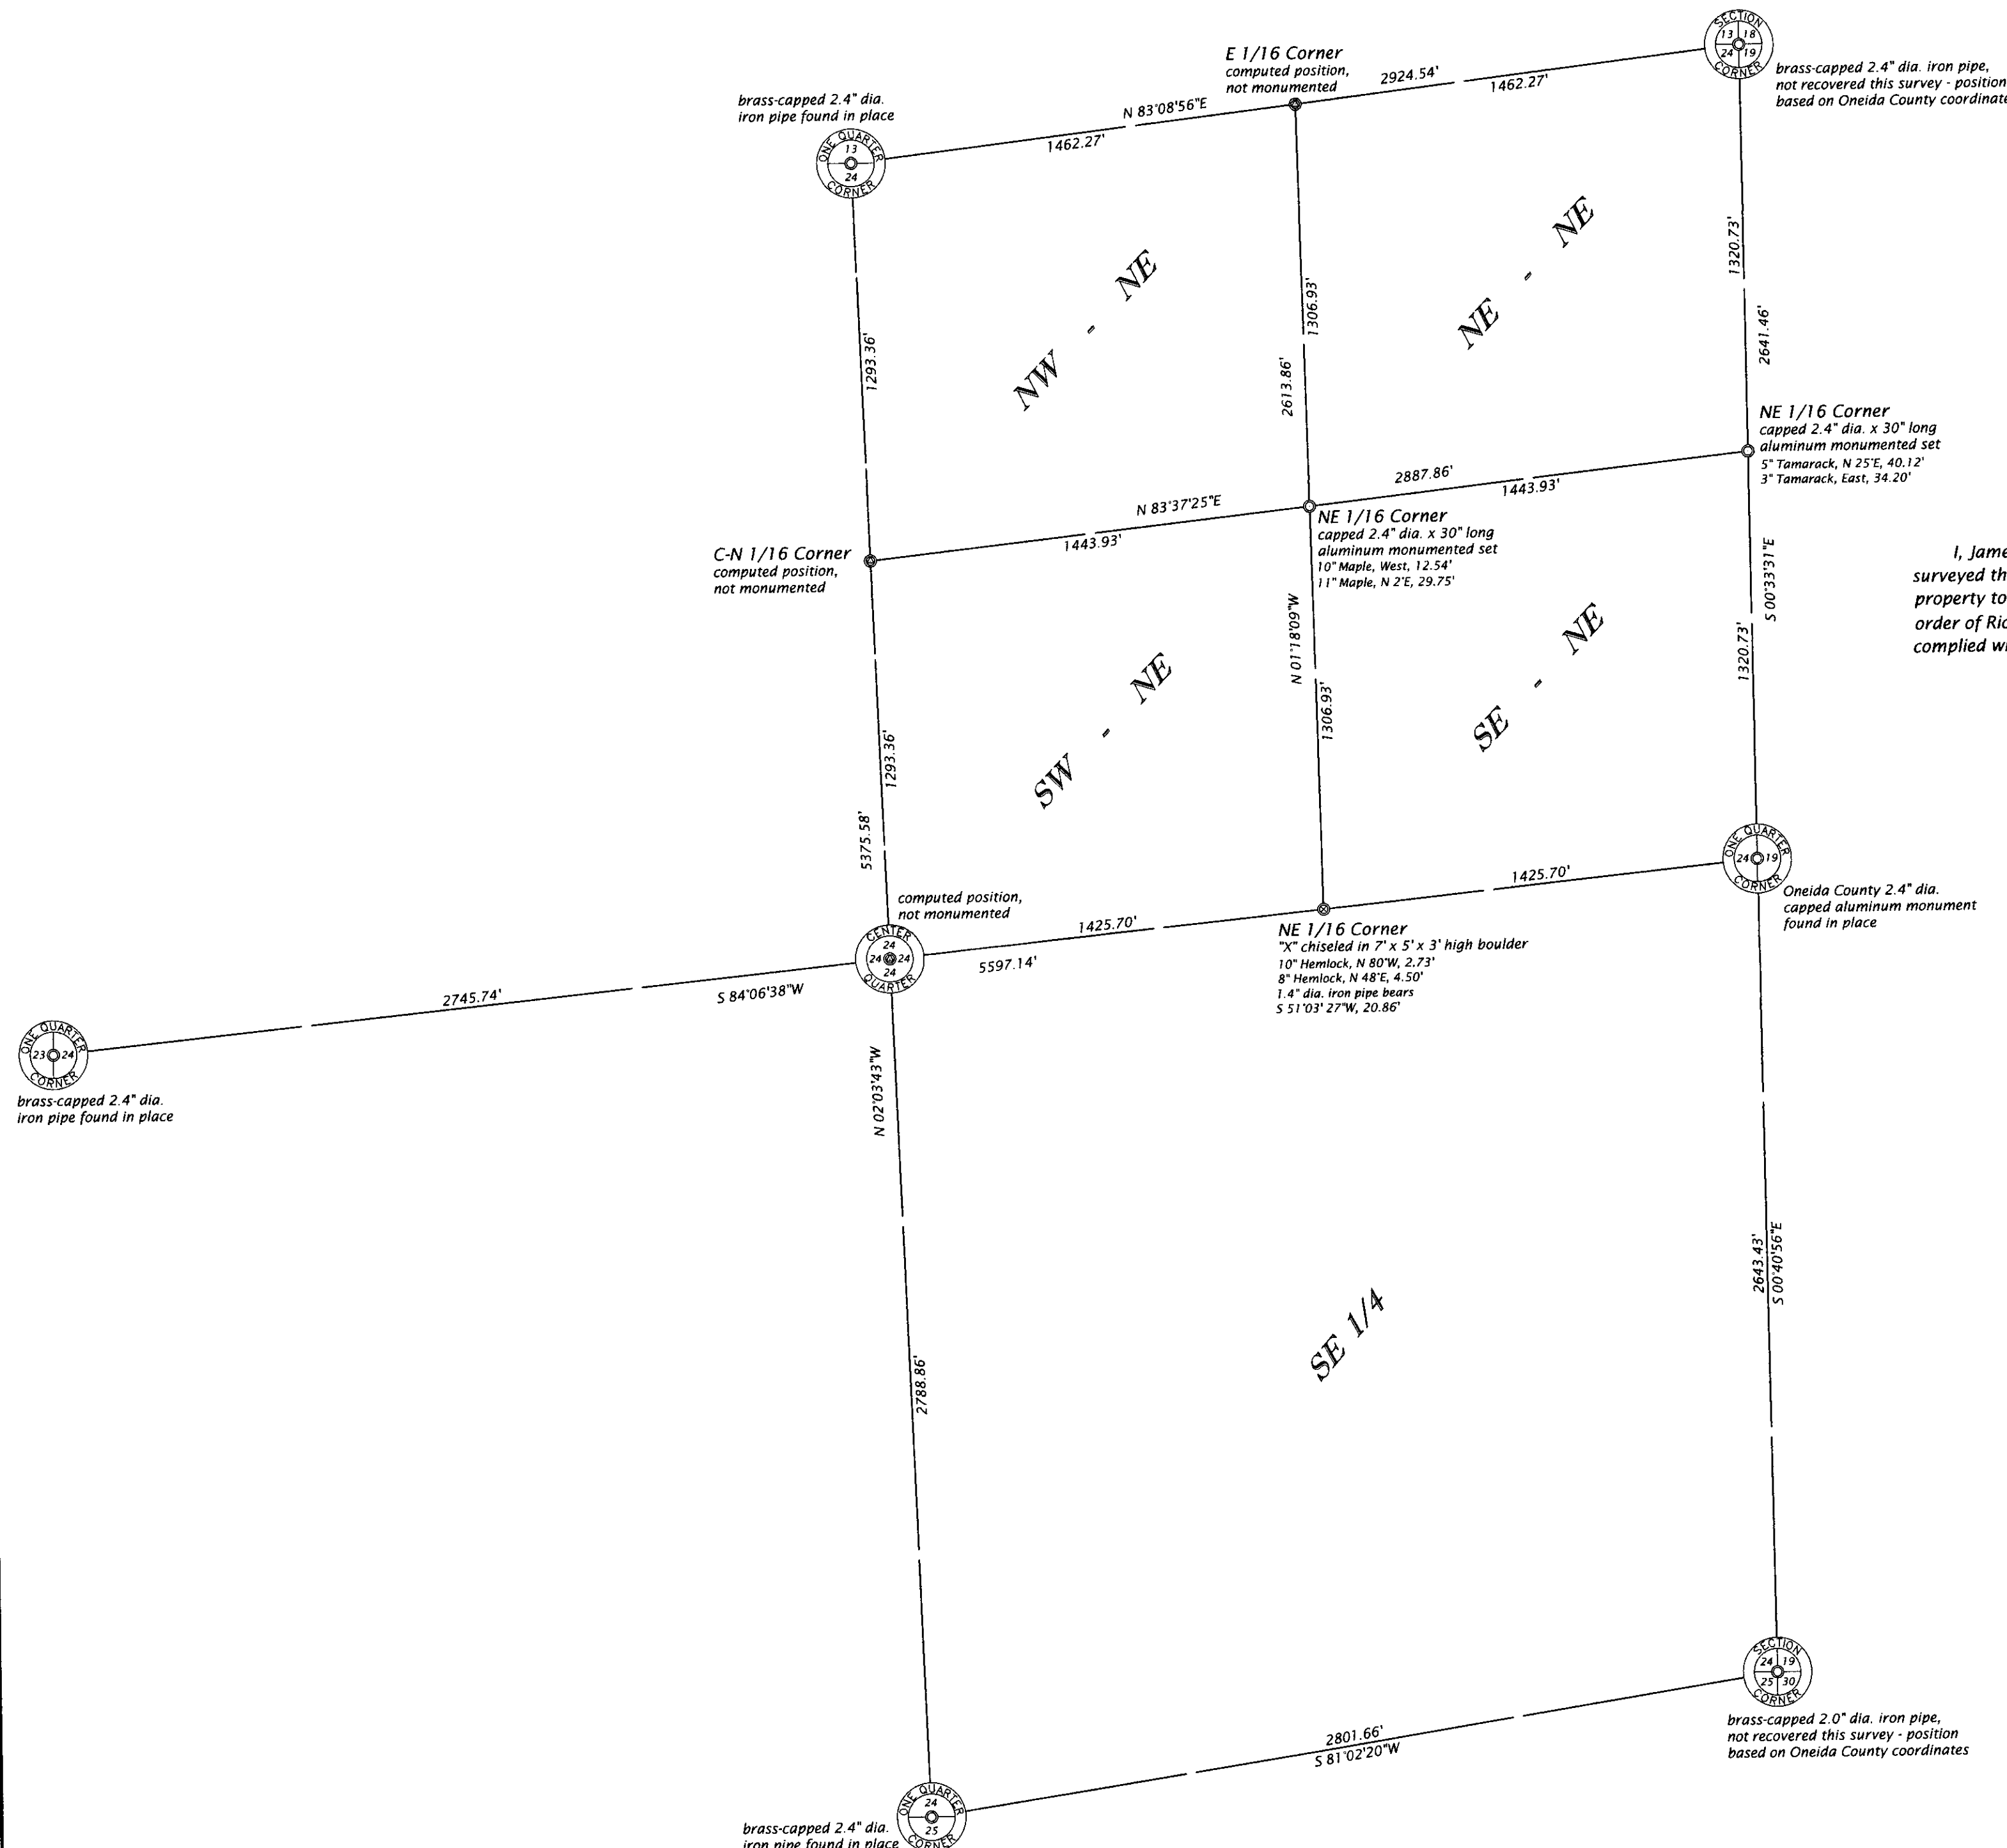 SECTION
13 18
24 19
CORNER
brass-capped 2.4" dia. iron pipe,
not recovered this survey - position
based on Oneida County
E 1/16 Corner
computed position,
not monumented
2924.54'
1462.27'
N 83°08'56"E
1462.27'
brass-capped 2.4" dia.
iron pipe found in place
ONE QUARTER
13
24
CORNER
NW - NE
NE - NE
1293.36'
1306.93'
2613.86'
1320.73'
2641.46'
NE 1/16 Corner
capped 2.4" dia. x 30" long
aluminum monumented set
5" Tamarack, N 25°E, 40.12'
3" Tamarack, East, 34.20'
2887.86'
1443.93'
N 83°37'25"E
1443.93'
NE 1/16 Corner
capped 2.4" dia. x 30" long
aluminum monumented set
10" Maple, West, 12.54'
11" Maple, N 2°E, 29.75'
C-N 1/16 Corner
computed position,
not monumented
I,
surveyed
property to
order of
complied
S 00°33'31"E
1320.73'
N 01°18'09"W
1306.93'
SW - NE
SE - NE
1293.36'
5375.58'
computed position,
not monumented
CENTER
24
24 24
24
QUARTER
1425.70'
5597.14'
1425.70'
ONE QUARTER
24 19
CORNER
Oneida County 2.4" dia.
capped aluminum monument
found in place
NE 1/16 Corner
"X" chiseled in 7' x 5' x 3' high boulder
10" Hemlock, N 80°W, 2.73'
8" Hemlock, N 48°E, 4.50'
1.4" dia. iron pipe bears
S 51°03'27"W, 20.86'
2745.74'
S 84°06'38"W
ONE QUARTER
23 24
CORNER
brass-capped 2.4" dia.
iron pipe found in place
N 02°03'43"W
2788.86'
2643.43'
S 00°40'56"E
SE 1/4
SECTION
24 19
25 30
CORNER
brass-capped 2.0" dia. iron pipe,
not recovered this survey - position
based on Oneida County coordinates
2801.66'
S 81°02'20"W
ONE QUARTER
24
25
CORNER
brass-capped 2.4" dia.
iron pipe found in place